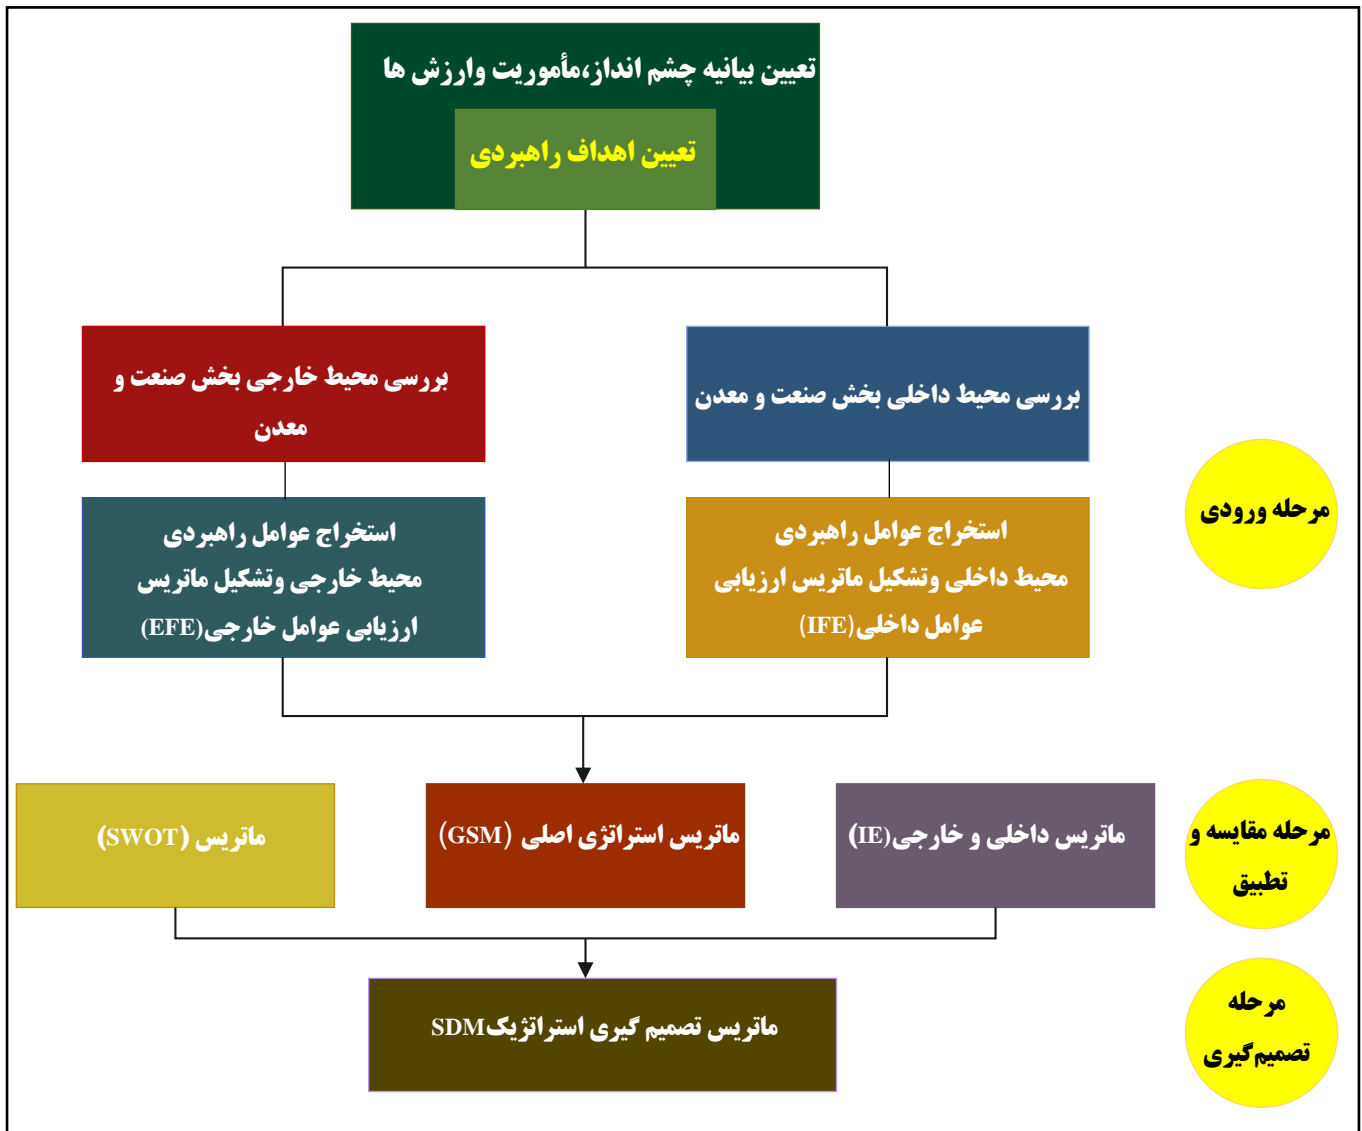 تعیین بیانیه چشم انداز،مأموریت وارزش ها
تعیین اهداف راهبردی
بررسی محیط داخلی بخش صنعت و معدن
بررسی محیط خارجی بخش صنعت و
معدن
مرحله ورودی
استخراج عوامل راهبردی
محیط داخلی وتشکیل ماتریس ارزیابی
عوامل داخلی(IFE)
استخراج عوامل راهبردی
محیط خارجی وتشکیل ماتریس
ارزیابی عوامل خارجی(EFE)
مرحله مقایسه و
تطبیق
ماتریس داخلی و خارجی(IE)
ماتریس استراتژی اصلی (GSM)
ماتریس (SWOT)
مرحله
تصمیم‌گیری
ماتریس تصمیم گیری استراتژیکSDM